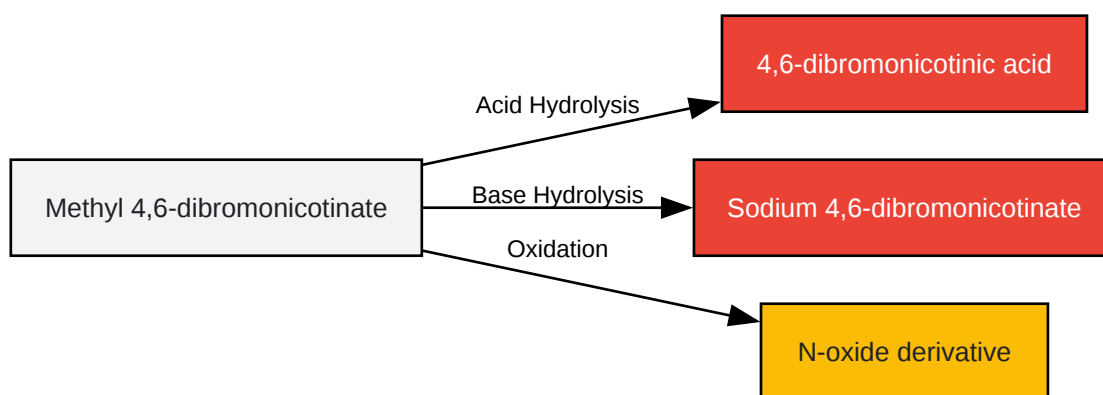 4,6-dibromonicotinic acid
Acid Hydrolysis
Methyl 4,6-dibromonicotinate
Base Hydrolysis
Sodium 4,6-dibromonicotinate
Oxidation
N-oxide derivative